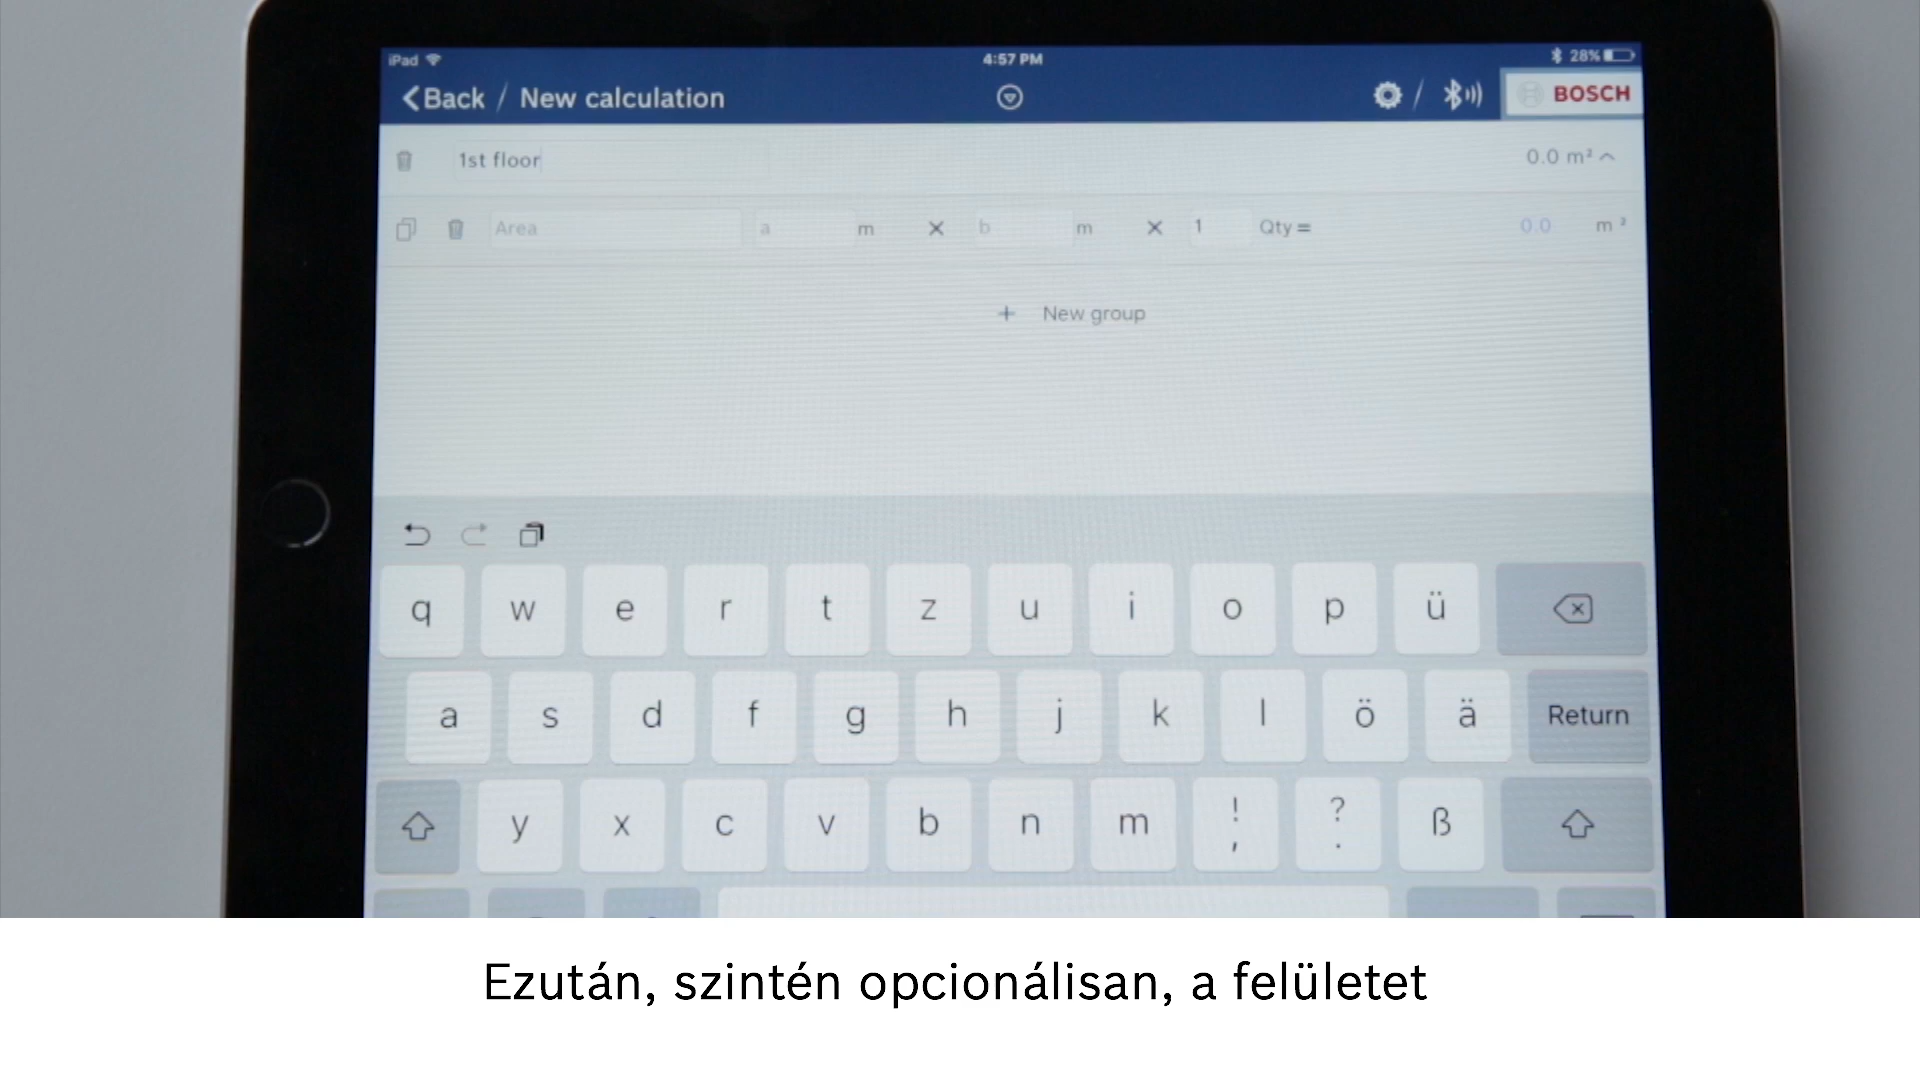 iPad 4:57 PM 28%
Back / New calculation / BOSCH
1st floor 0.0 m²
Area a m × b m × 1 Qty = 0.0 m²
+ New group
q w e r t z u i o p ü
a s d f g h j k l ö ä Return
y x c v b n m ! , ? . ß
Ezután, szintén opcionálisan, a felületet